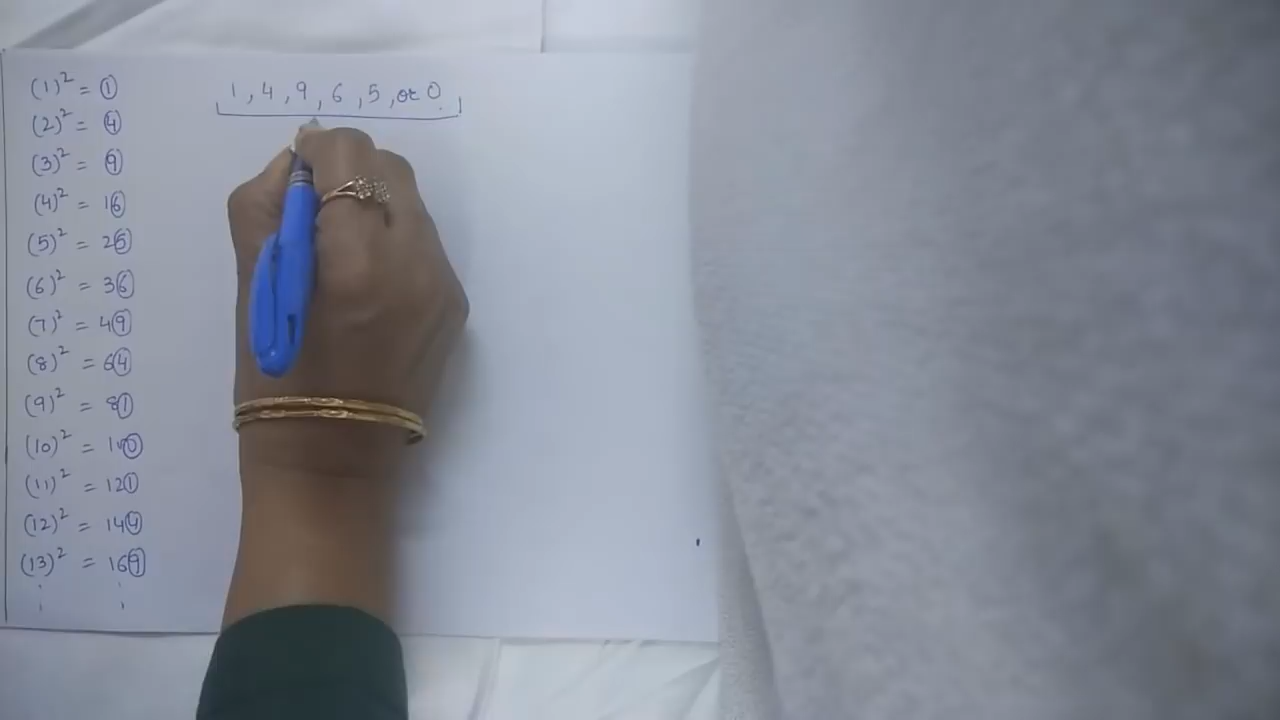 (1)² = 1
(2)² = 4
(3)² = 9
(4)² = 16
(5)² = 25
(6)² = 36
(7)² = 49
(8)² = 64
(9)² = 81
(10)² = 100
(11)² = 121
(12)² = 144
(13)² = 169
1, 4, 9, 6, 5, or 0